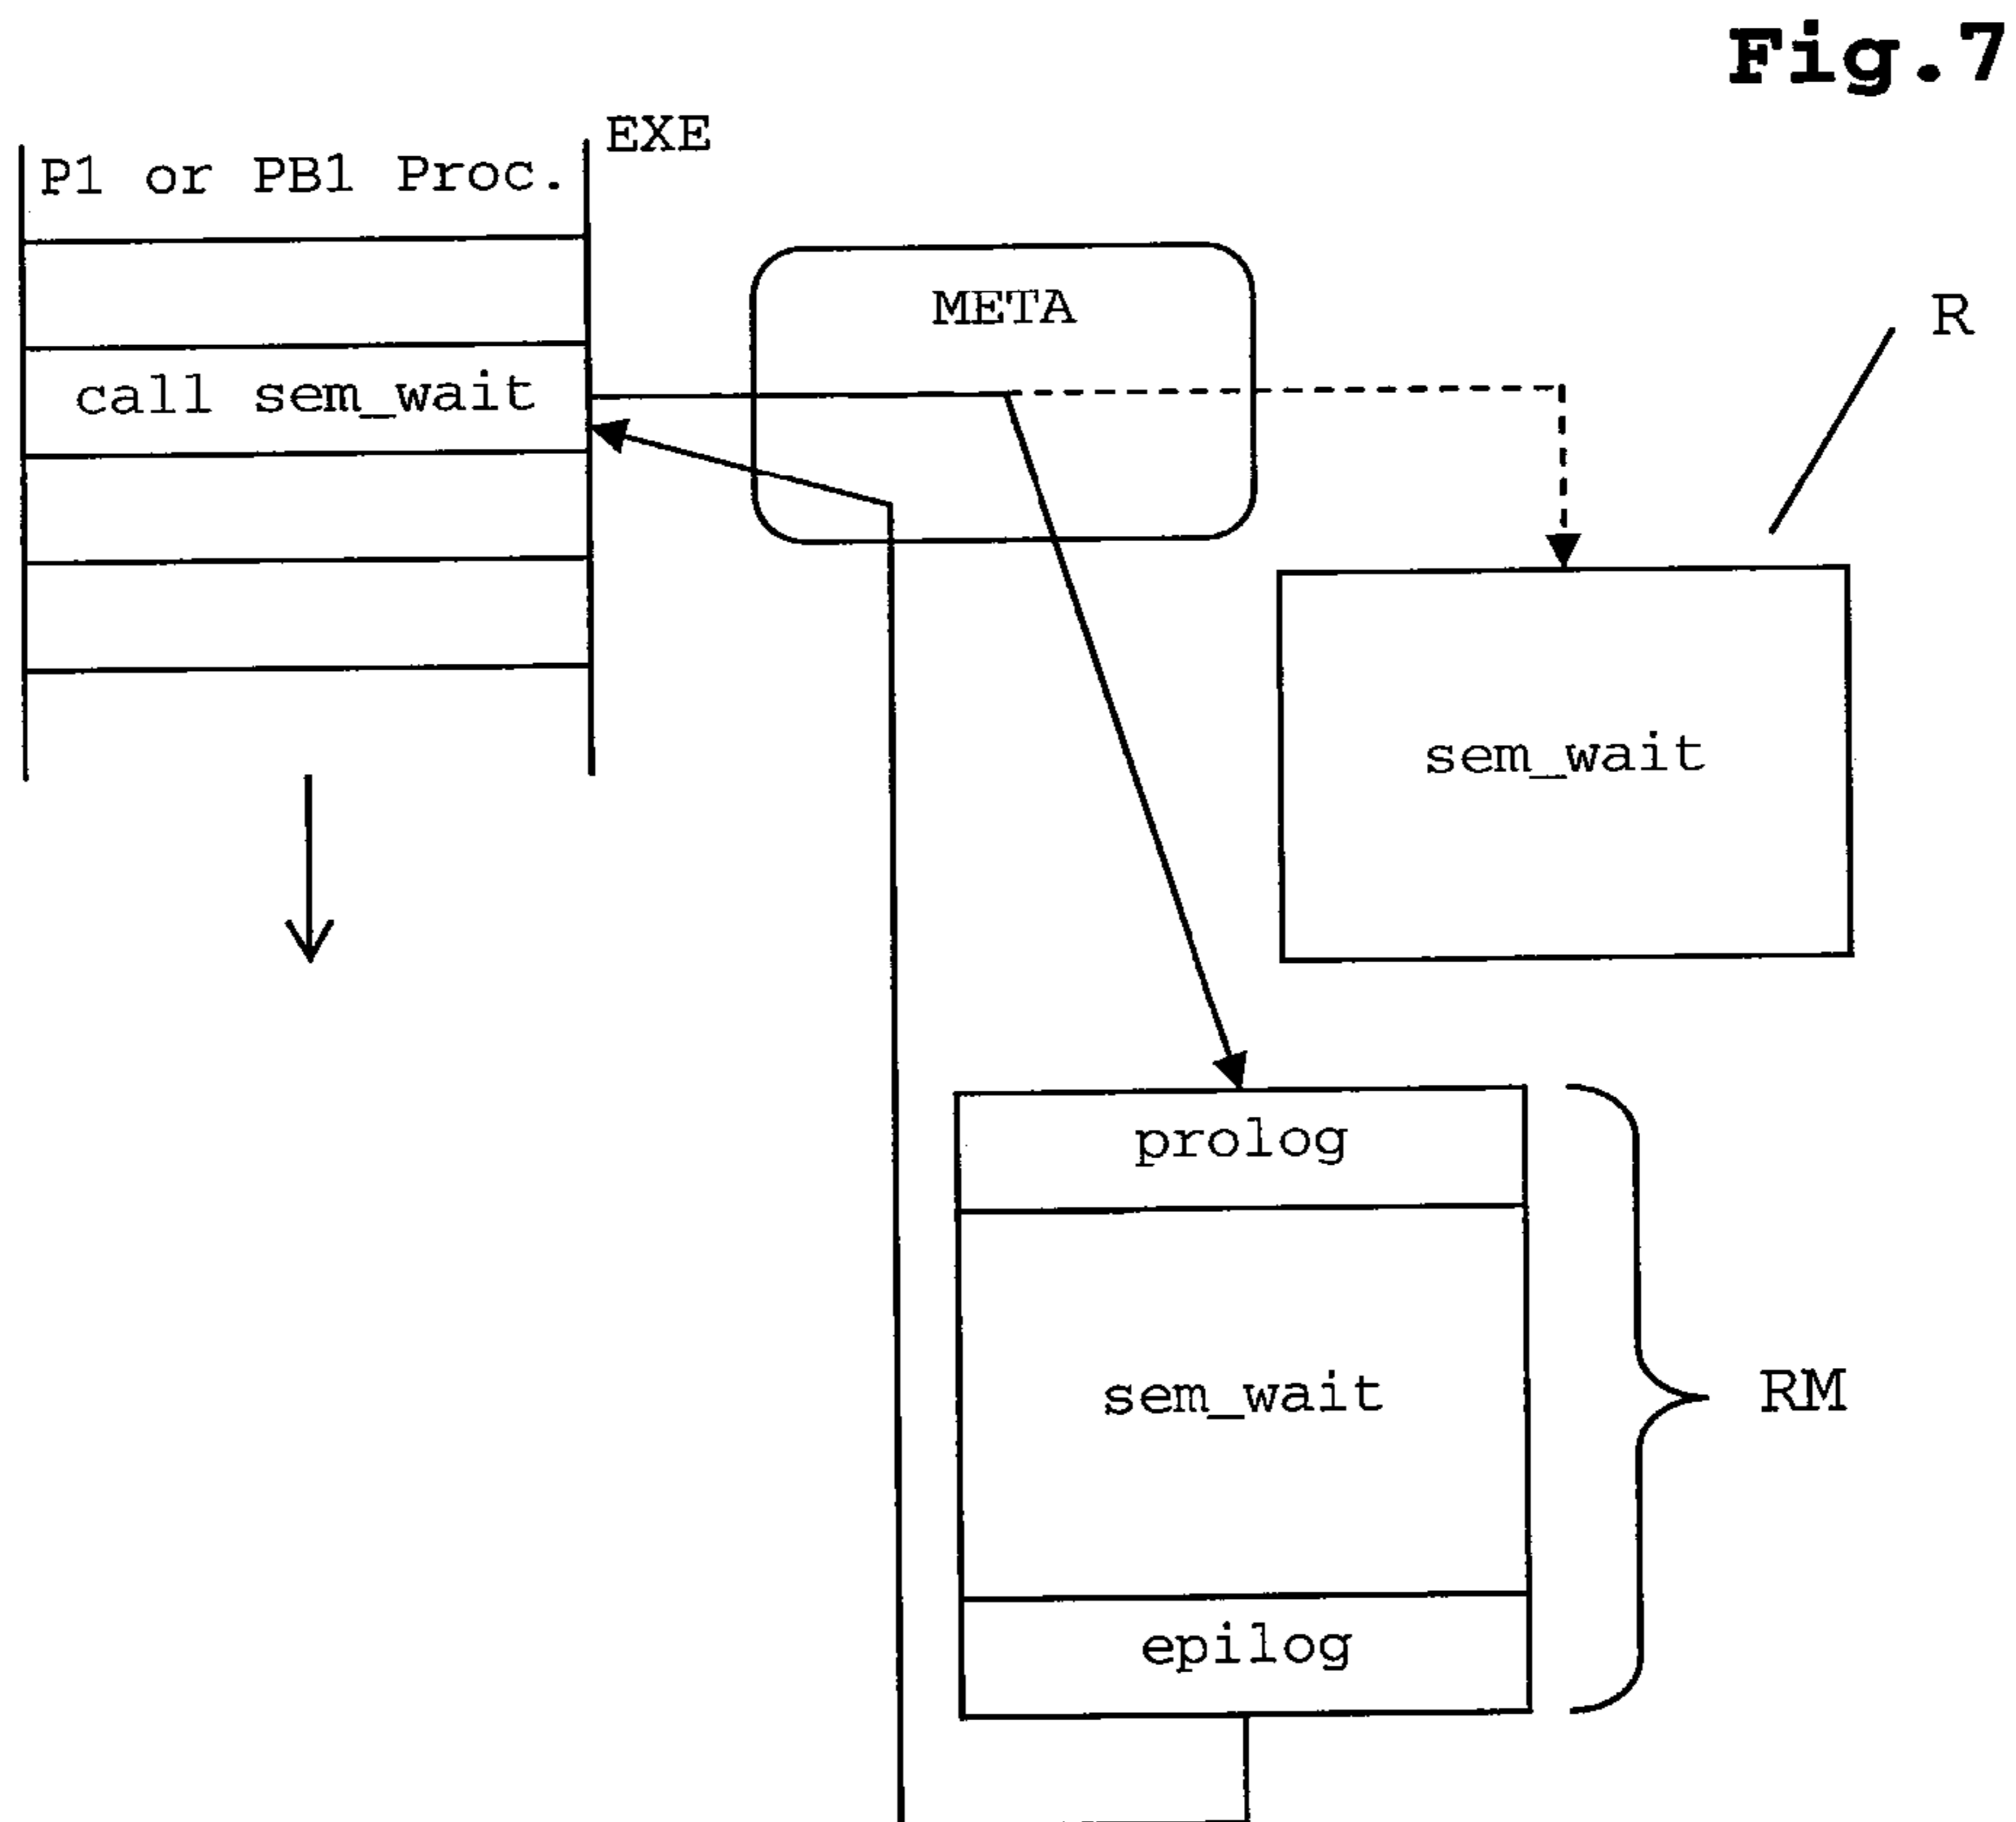 Fig.7
EXE
P1 or PB1 Proc.
META
R
call sem_wait
sem_wait
prolog
sem_wait
RM
epilog